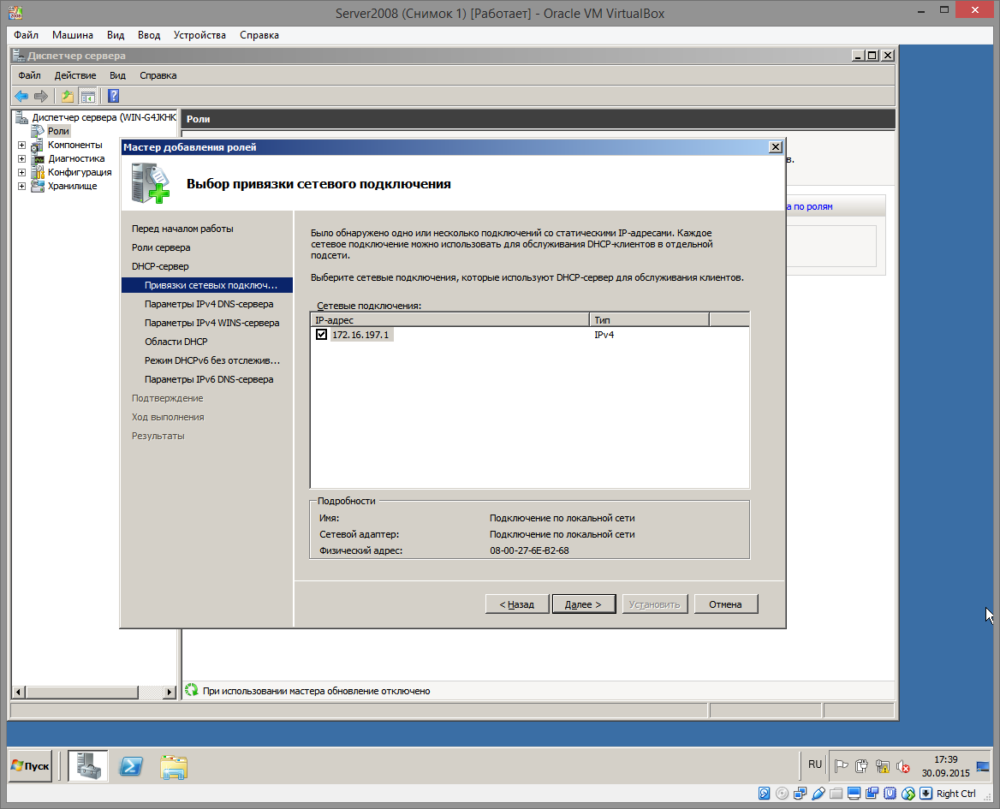 Server2008 (Снимок 1) [Работает] - Oracle VM VirtualBox
Файл Машина Вид Ввод Устройства Справка
Диспетчер сервера
Файл Действие Вид Справка
Диспетчер сервера (WIN-G4JKHK
Роли
Компоненты
Диагностика
Конфигурация
Хранилище
Роли
в.
а по ролям
Мастер добавления ролей
Выбор привязки сетевого подключения
Перед началом работы
Роли сервера
DHCP-сервер
Привязки сетевых подключ...
Параметры IPv4 DNS-сервера
Параметры IPv4 WINS-сервера
Области DHCP
Режим DHCPv6 без отслежив...
Параметры IPv6 DNS-сервера
Подтверждение
Ход выполнения
Результаты
Было обнаружено одно или несколько подключений со статическими IP-адресами. Каждое
сетевое подключение можно использовать для обслуживания DHCP-клиентов в отдельной
подсети.
Выберите сетевые подключения, которые используют DHCP-сервер для обслуживания клиентов.
Сетевые подключения:
IP-адрес Тип
172.16.197.1 IPv4
Подробности
Имя: Подключение по локальной сети
Сетевой адаптер: Подключение по локальной сети
Физический адрес: 08-00-27-6E-B2-68
< Назад Далее > Установить Отмена
При использовании мастера обновление отключено
Пуск RU 17:39
30.09.2015
Right Ctrl